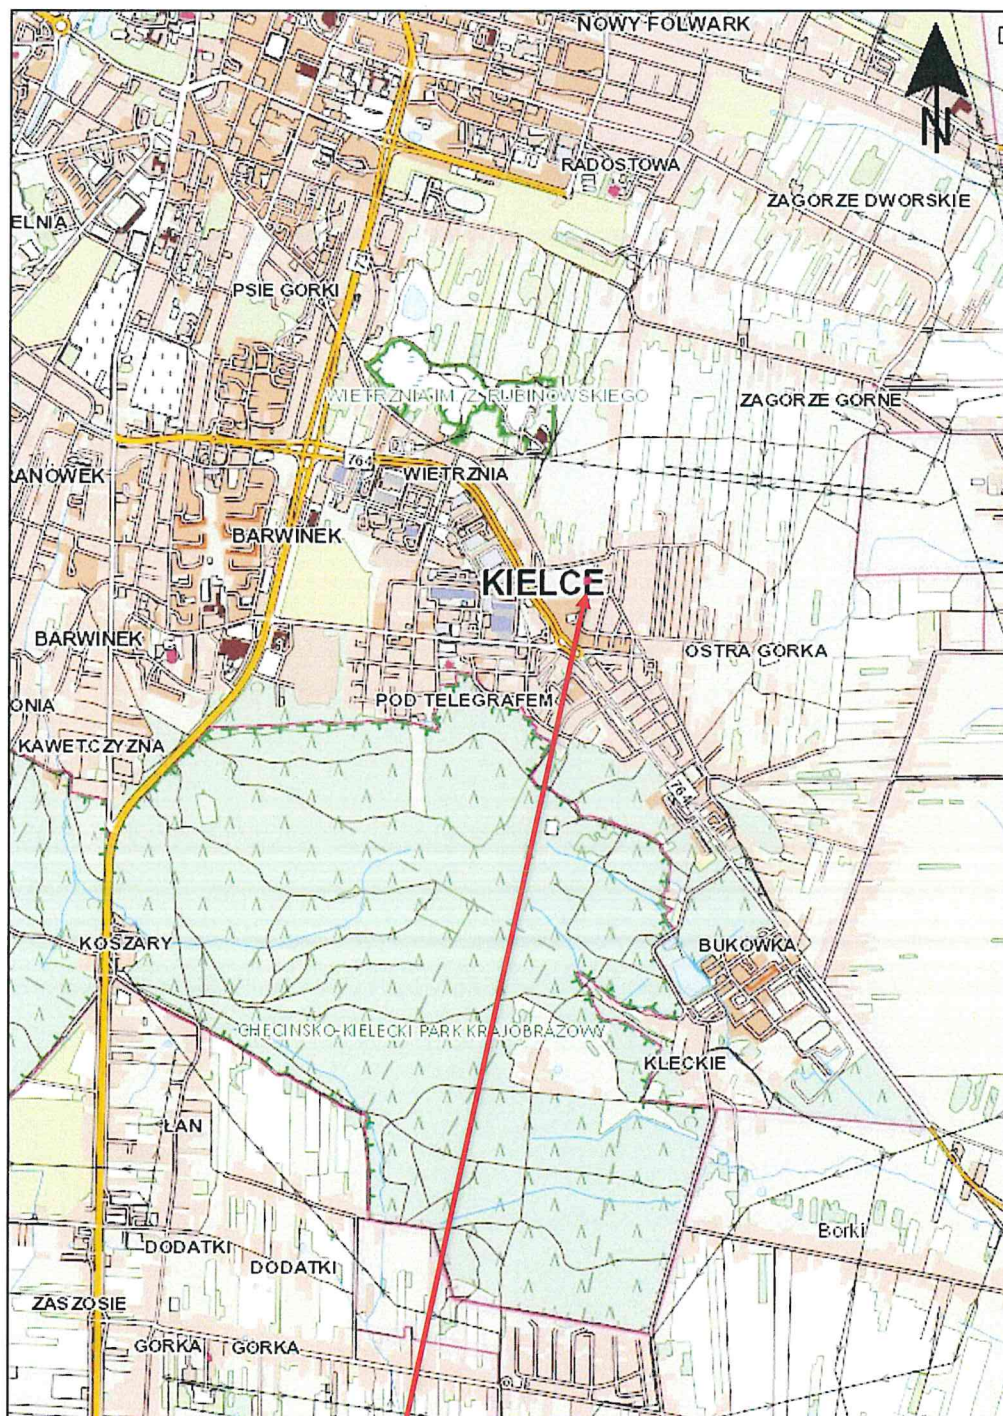 NOWY FOLWARK
N
RADOSTOWA
ZAGORZE DWORSKIE
ELNIA
PSIE GORKI
WIETRZNIA IM. Z. RUBINOWSKIEGO
ZAGORZE GORNE
764
WIETRZNIA
RANOWEK
BARWINEK
KIELCE
BARWINEK
OSTRA GORKA
POD TELEGRAFEM
ONIA
KAWETCZYZNA
764
KOSZARY
BUKOWKA
CHECINSKO-KIELECKI PARK KRAJOBRAZOWY
KLECKIE
ŁAN
Borki
DODATKI
DODATKI
ZASZOSIE
GORKA
GORKA